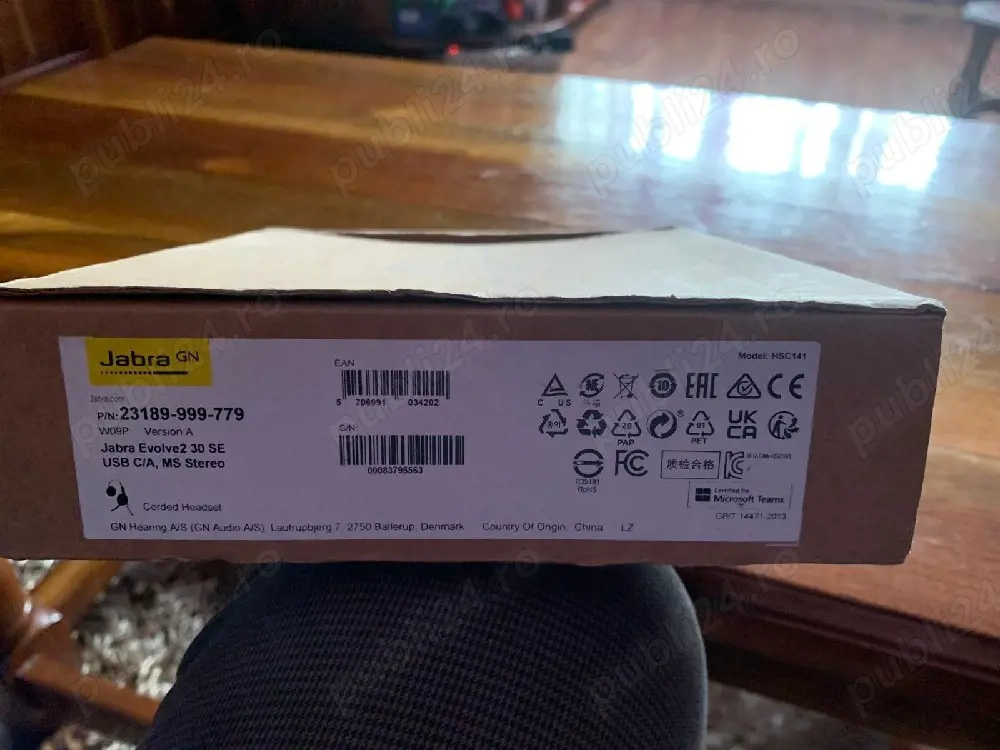 Jabra GN
Jabra.com
P/N: 23189-999-779
W09P Version A
Jabra Evolve2 30 SE
USB C/A, MS Stereo
Corded Headset
GN Hearing A/S (GN Audio A/S), Lautrupbjerg 7, 2750 Ballerup, Denmark Country Of Origin: China LZ
EAN
5 706991 034202
S/N:
00083795563
Model: HSC141
C US
10
EAC
CE
20
PAP
01
PET
UK
CA
RoHS
FC
质检合格
Certified for
Microsoft Teams
GB/T 14471-2013
publi24.ro